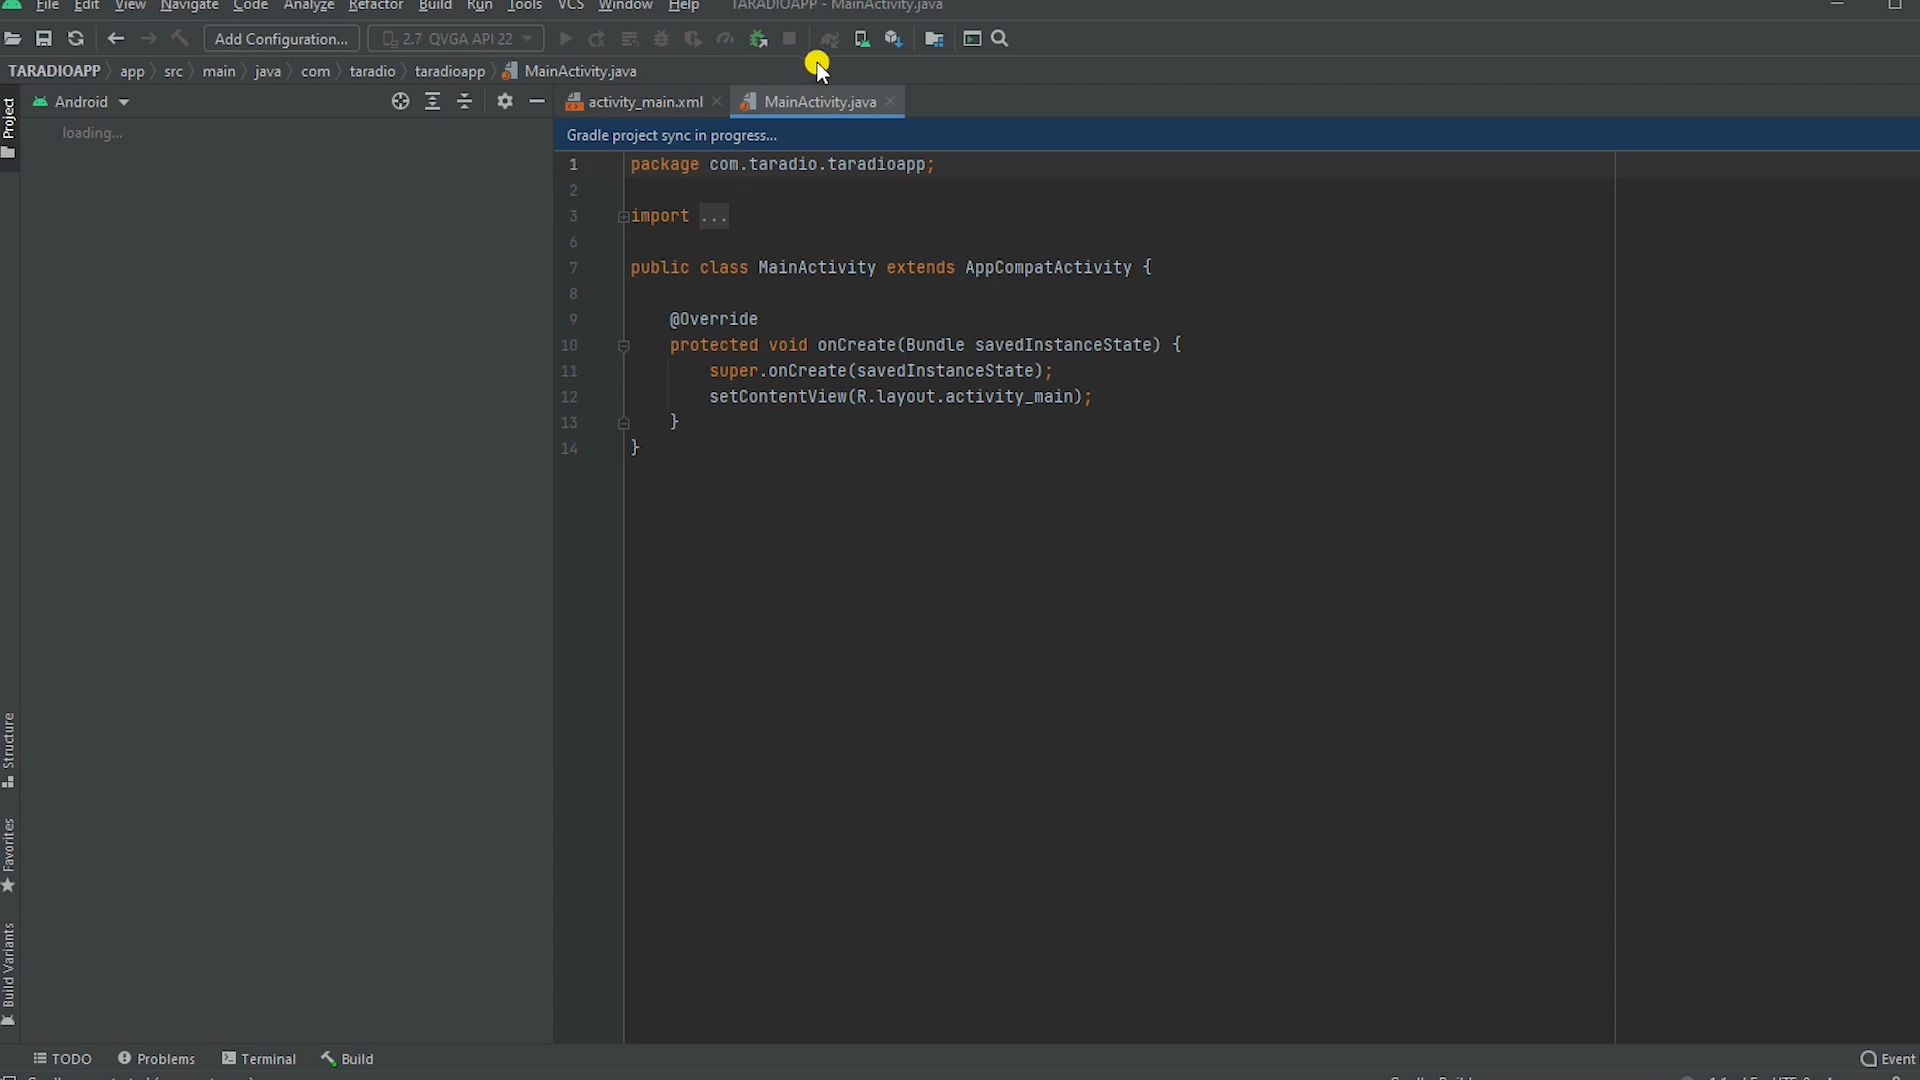 File Edit View Navigate Code Analyze Refactor Build Run Tools VCS Window Help TARADIOAPP - MainActivity.java
Add Configuration... 2.7 QVGA API 22
TARADIOAPP app src main java com taradio taradioapp MainActivity.java
Project
Android
activity_main.xml MainActivity.java
loading...
Gradle project sync in progress...
1 package com.taradio.taradioapp;
2
3 import ...
6
7 public class MainActivity extends AppCompatActivity {
8
9 @Override
10 protected void onCreate(Bundle savedInstanceState) {
11 super.onCreate(savedInstanceState);
12 setContentView(R.layout.activity_main);
13 }
14 }
Structure
Favorites
Build Variants
TODO Problems Terminal Build Event